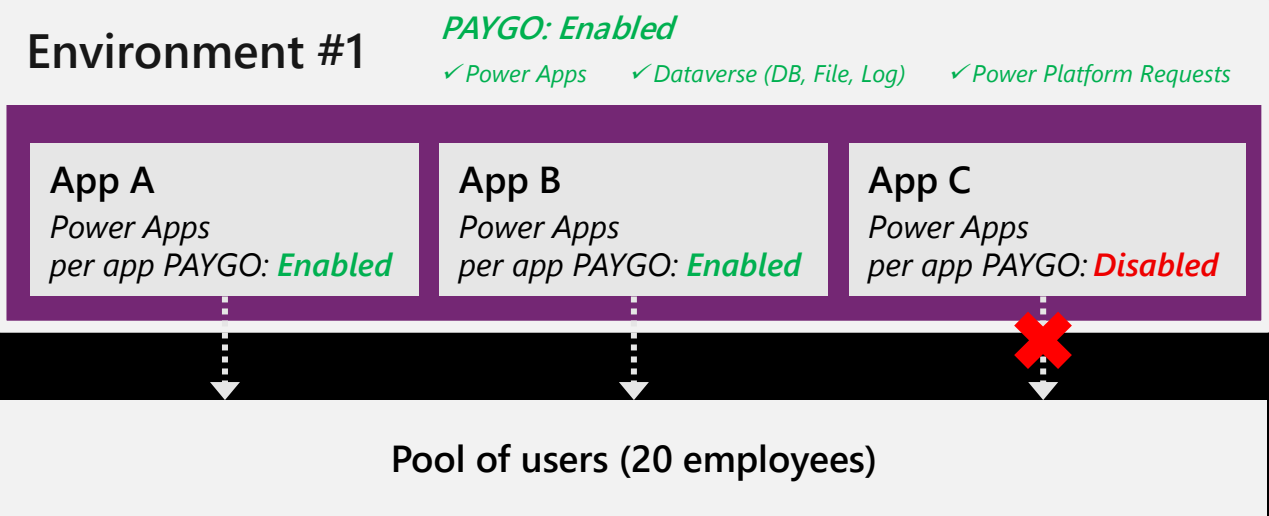 Environment #1
PAYGO: Enabled
✓ Power Apps ✓ Dataverse (DB, File, Log) ✓ Power Platform Requests
App A
Power Apps
per app PAYGO: Enabled
App B
Power Apps
per app PAYGO: Enabled
App C
Power Apps
per app PAYGO: Disabled
Pool of users (20 employees)